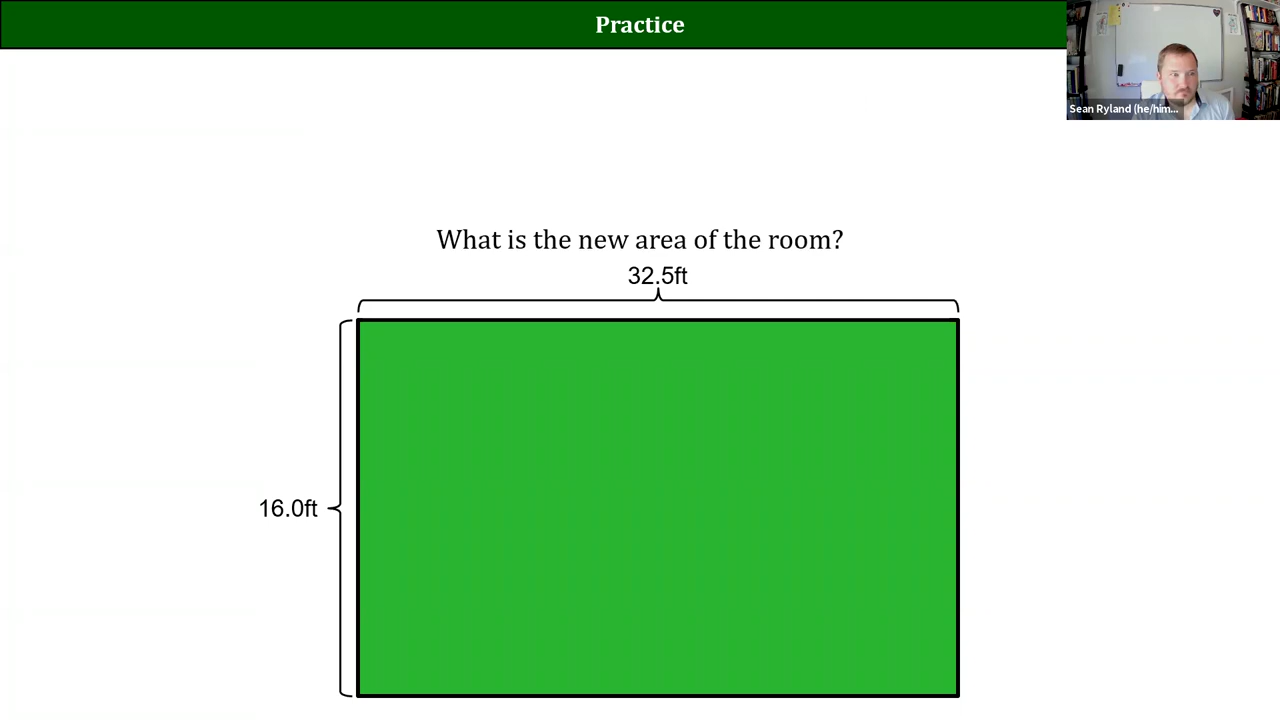 Practice
Sean Ryland (he/him...
What is the new area of the room?
32.5ft
16.0ft